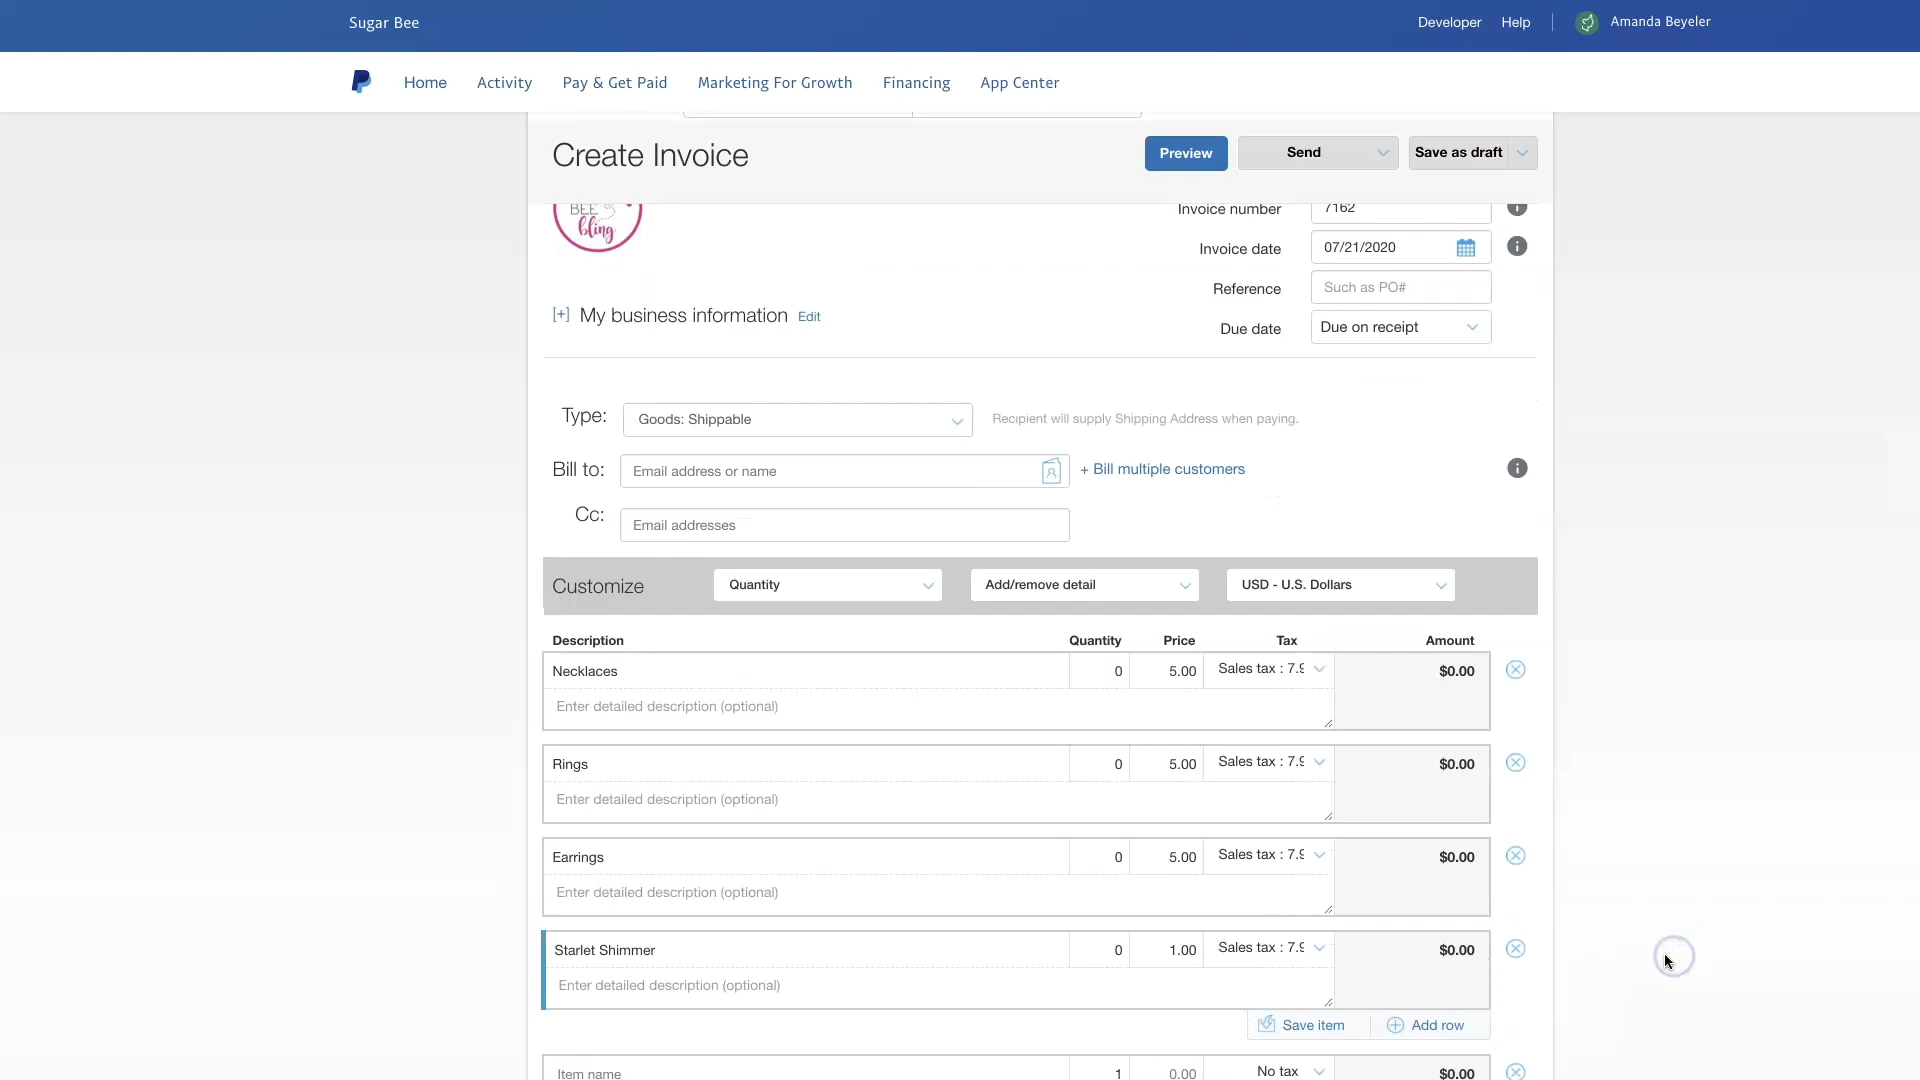 Sugar Bee
Developer Help Amanda Beyeler
Home Activity Pay & Get Paid Marketing For Growth Financing App Center
Create Invoice
Preview Send Save as draft
BEE
bling
Invoice number 7162
Invoice date 07/21/2020
Reference Such as PO#
[+] My business information Edit
Due date Due on receipt
Type: Goods: Shippable Recipient will supply Shipping Address when paying.
Bill to: Email address or name + Bill multiple customers
Cc: Email addresses
Customize Quantity Add/remove detail USD - U.S. Dollars
Description Quantity Price Tax Amount
Necklaces 0 5.00 Sales tax : 7.9 $0.00
Enter detailed description (optional)
Rings 0 5.00 Sales tax : 7.9 $0.00
Enter detailed description (optional)
Earrings 0 5.00 Sales tax : 7.9 $0.00
Enter detailed description (optional)
Starlet Shimmer 0 1.00 Sales tax : 7.9 $0.00
Enter detailed description (optional)
Save item Add row
Item name 1 0.00 No tax $0.00